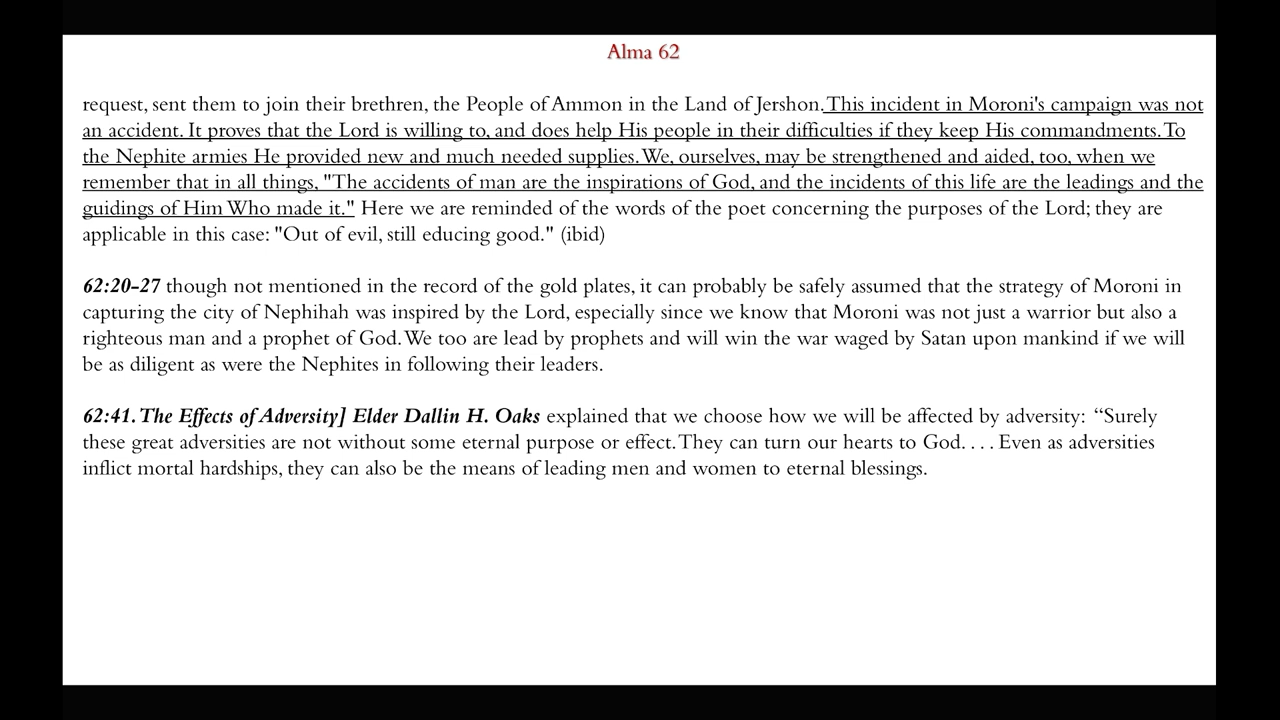 Alma 62
request, sent them to join their brethren, the People of Ammon in the Land of Jershon. This incident in Moroni's campaign was not
an accident. It proves that the Lord is willing to, and does help His people in their difficulties if they keep His commandments. To
the Nephite armies He provided new and much needed supplies. We, ourselves, may be strengthened and aided, too, when we
remember that in all things, "The accidents of man are the inspirations of God, and the incidents of this life are the leadings and the
guidings of Him Who made it." Here we are reminded of the words of the poet concerning the purposes of the Lord; they are
applicable in this case: "Out of evil, still educing good." (ibid)
62:20-27 though not mentioned in the record of the gold plates, it can probably be safely assumed that the strategy of Moroni in
capturing the city of Nephihah was inspired by the Lord, especially since we know that Moroni was not just a warrior but also a
righteous man and a prophet of God. We too are lead by prophets and will win the war waged by Satan upon mankind if we will
be as diligent as were the Nephites in following their leaders.
62:41. The Effects of Adversity] Elder Dallin H. Oaks explained that we choose how we will be affected by adversity: “Surely
these great adversities are not without some eternal purpose or effect. They can turn our hearts to God. . . . Even as adversities
inflict mortal hardships, they can also be the means of leading men and women to eternal blessings.